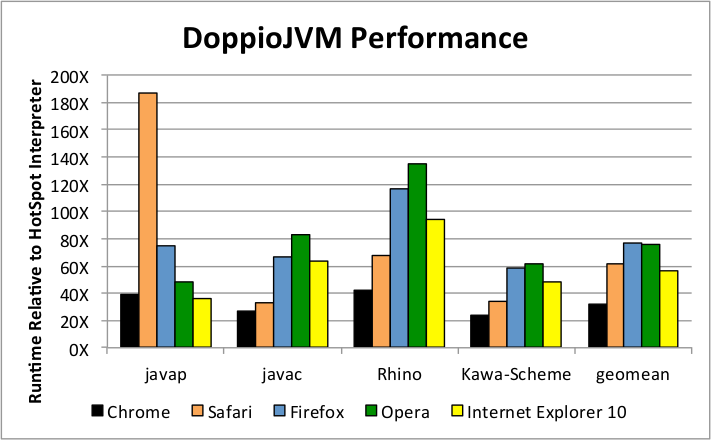 DoppioJVM Performance
Runtime Relative to HotSpot Interpreter
200X
180X
160X
140X
120X
100X
80X
60X
40X
20X
0X
javap javac Rhino Kawa-Scheme geomean
Chrome Safari Firefox Opera Internet Explorer 10